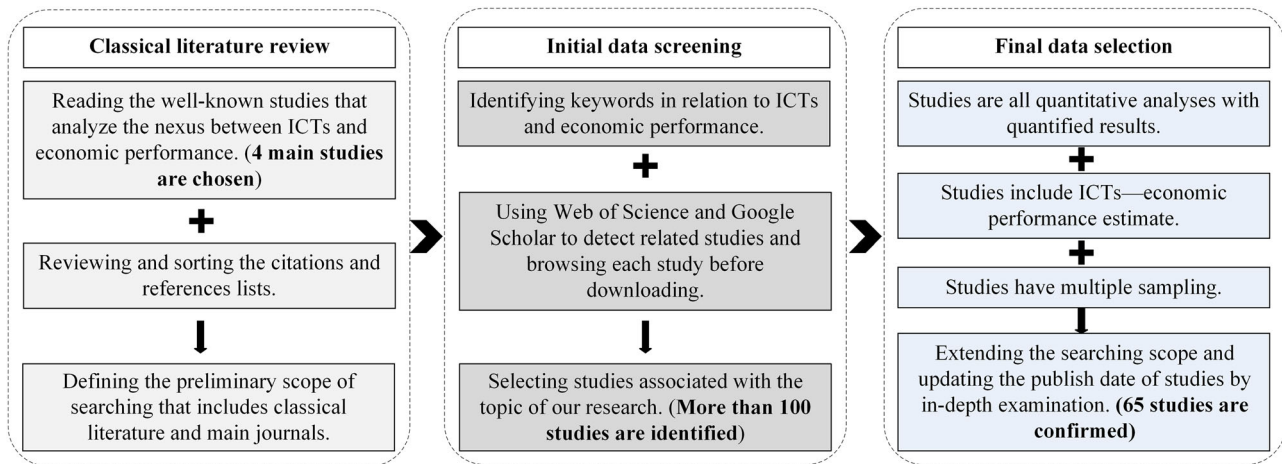 Classical literature review
Reading the well-known studies that
analyze the nexus between ICTs and
economic performance. (4 main studies
are chosen)
Reviewing and sorting the citations and
references lists.
Defining the preliminary scope of
searching that includes classical
literature and main journals.
Initial data screening
Identifying keywords in relation to ICTs
and economic performance.
Using Web of Science and Google
Scholar to detect related studies and
browsing each study before
downloading.
Selecting studies associated with the
topic of our research. (More than 100
studies are identified)
Final data selection
Studies are all quantitative analyses with
quantified results.
Studies include ICTs—economic
performance estimate.
Studies have multiple sampling.
Extending the searching scope and
updating the publish date of studies by
in-depth examination. (65 studies are
confirmed)